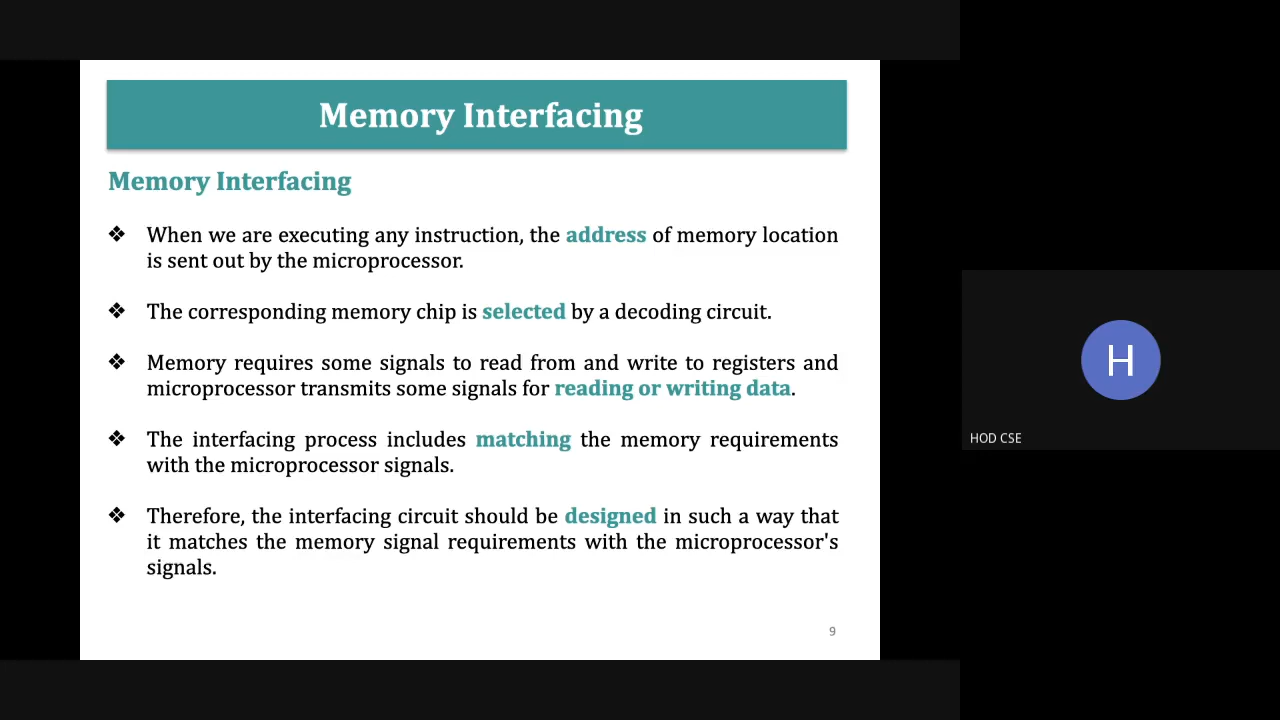 Memory Interfacing
Memory Interfacing
❖ When we are executing any instruction, the address of memory location
is sent out by the microprocessor.
❖ The corresponding memory chip is selected by a decoding circuit.
❖ Memory requires some signals to read from and write to registers and
microprocessor transmits some signals for reading or writing data.
❖ The interfacing process includes matching the memory requirements
with the microprocessor signals.
❖ Therefore, the interfacing circuit should be designed in such a way that
it matches the memory signal requirements with the microprocessor's
signals.
9
H
HOD CSE